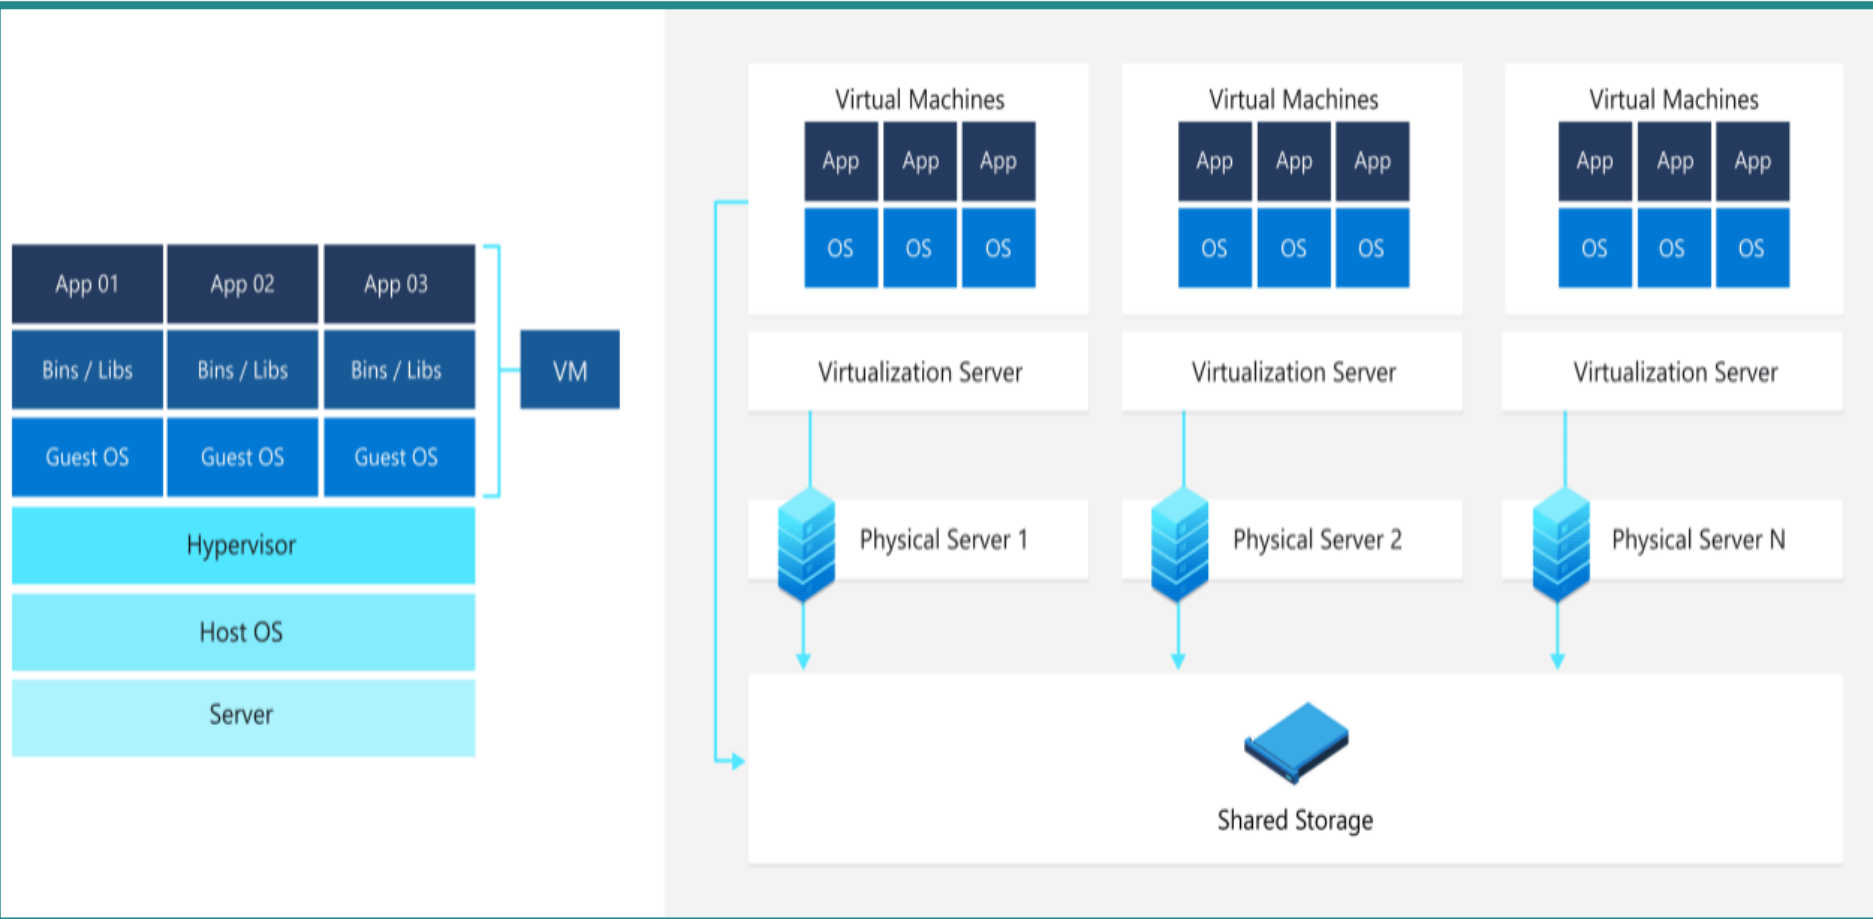 App 01
App 02
App 03
Bins / Libs
Bins / Libs
Bins / Libs
VM
Guest OS
Guest OS
Guest OS
Hypervisor
Host OS
Server
Virtual Machines
App
App
App
OS
OS
OS
Virtualization Server
Physical Server 1
Virtual Machines
App
App
App
OS
OS
OS
Virtualization Server
Physical Server 2
Virtual Machines
App
App
App
OS
OS
OS
Virtualization Server
Physical Server N
Shared Storage